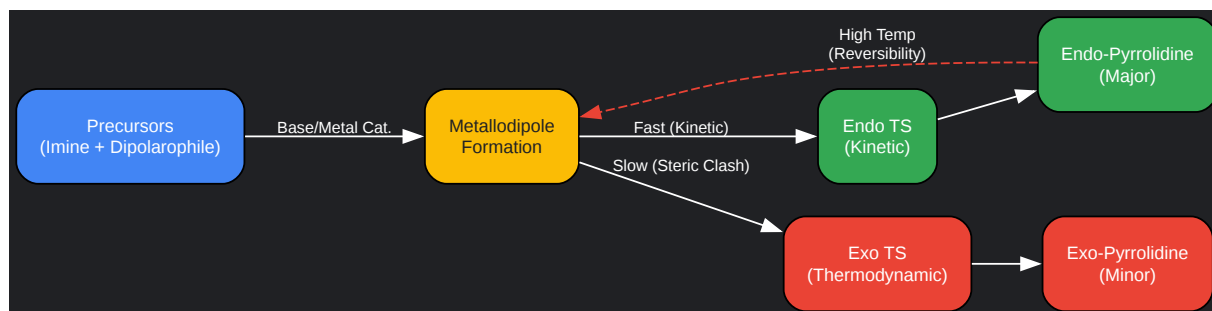 High Temp
(Reversibility)
Endo-Pyrrolidine
(Major)
Precursors
(Imine + Dipolarophile)
Base/Metal Cat.
Metallodipole
Formation
Fast (Kinetic)
Endo TS
(Kinetic)
Slow (Steric Clash)
Exo TS
(Thermodynamic)
Exo-Pyrrolidine
(Minor)